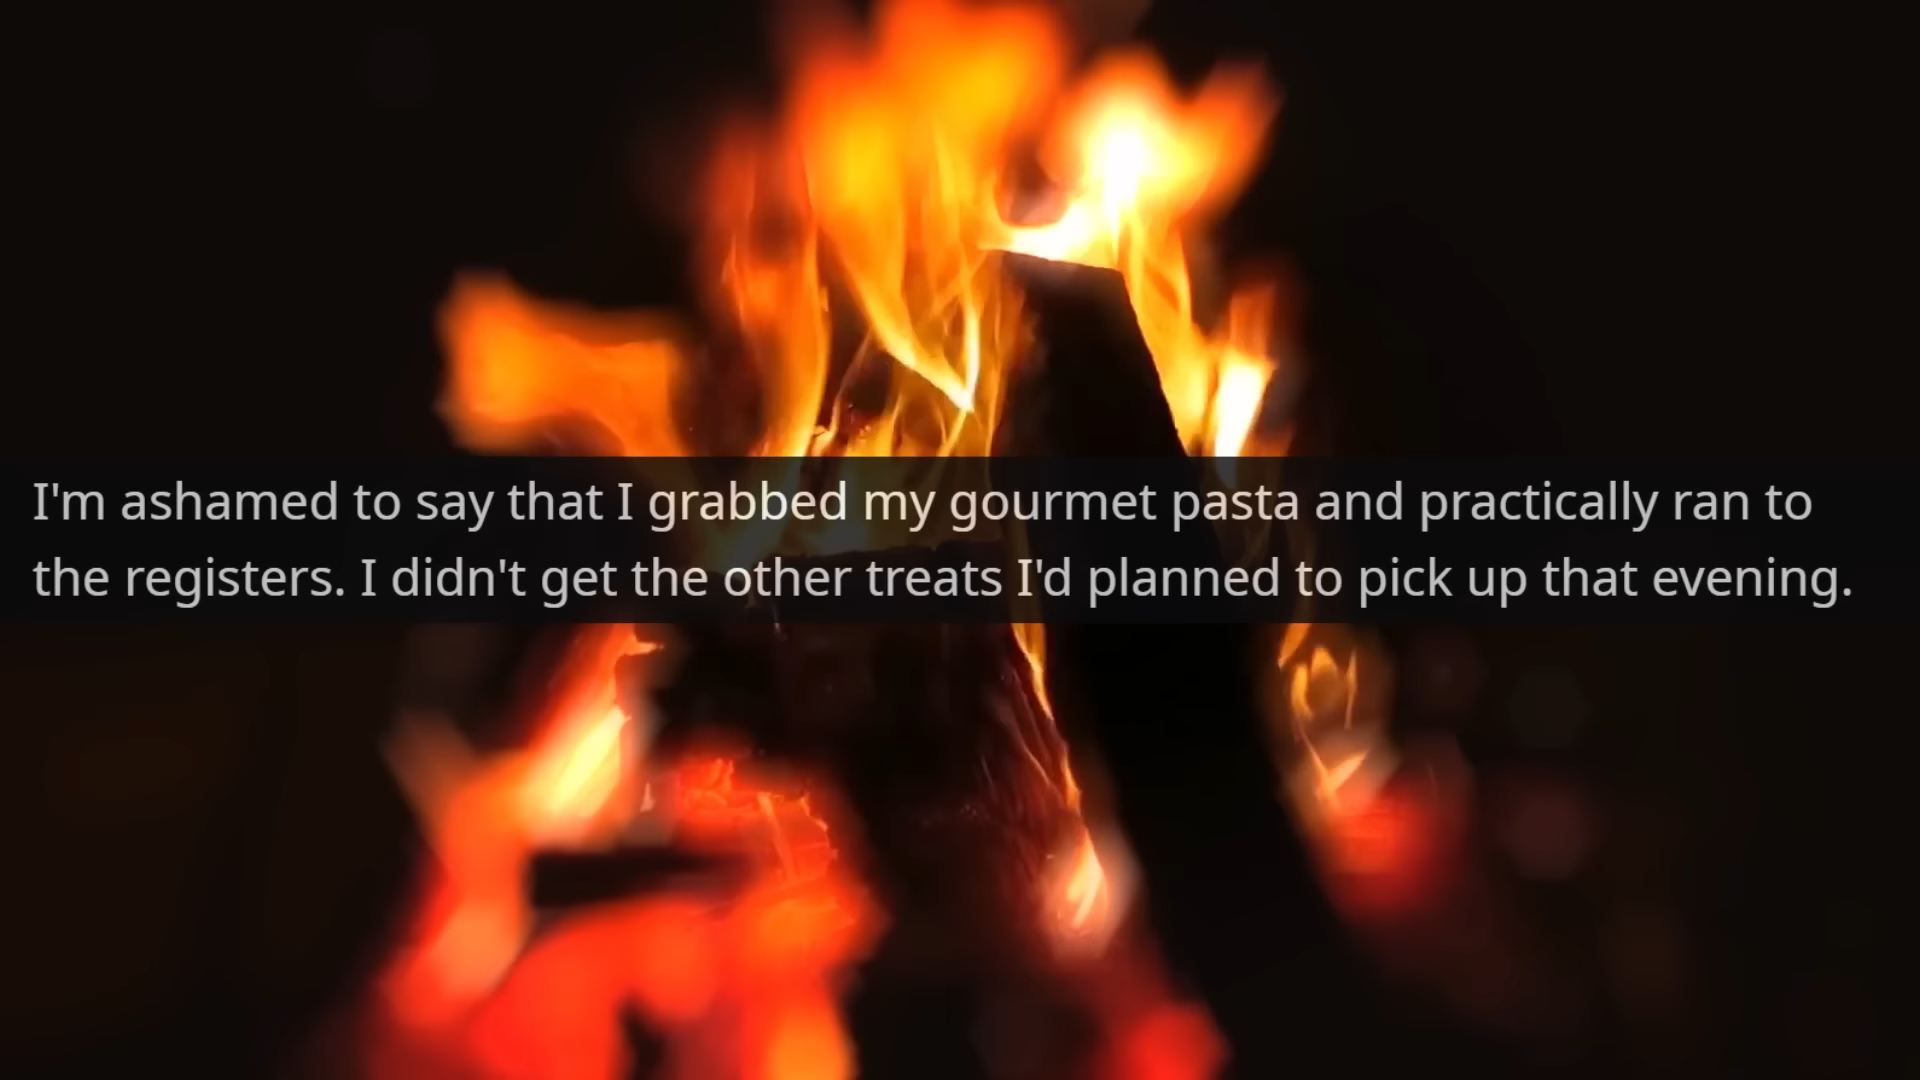 I'm ashamed to say that I grabbed my gourmet pasta and practically ran to
the registers. I didn't get the other treats I'd planned to pick up that evening.